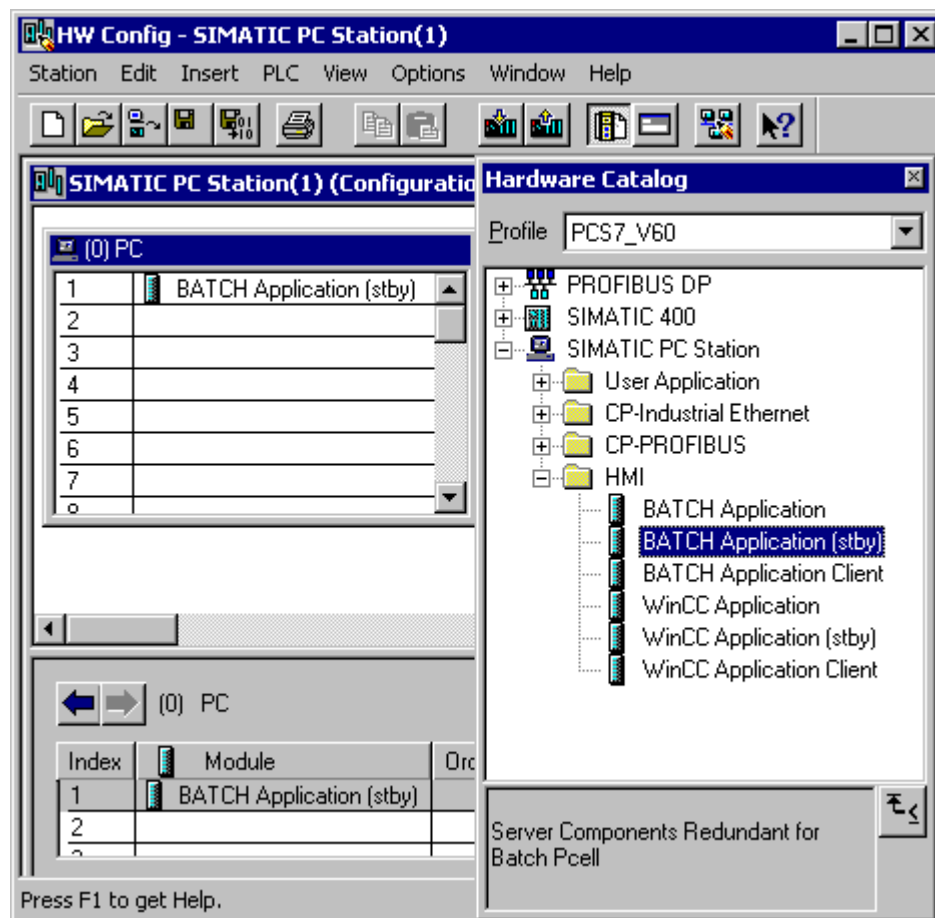 HW Config - SIMATIC PC Station(1)
Station Edit Insert PLC View Options Window Help
SIMATIC PC Station(1) (Configuratio
(0) PC
1 BATCH Application (stby)
2
3
4
5
6
7
8
Hardware Catalog
Profile PCS7_V60
PROFIBUS DP
SIMATIC 400
SIMATIC PC Station
User Application
CP-Industrial Ethernet
CP-PROFIBUS
HMI
BATCH Application
BATCH Application (stby)
BATCH Application Client
WinCC Application
WinCC Application (stby)
WinCC Application Client
(0) PC
Index Module Orc
1 BATCH Application (stby)
2
Server Components Redundant for
Batch Pcell
Press F1 to get Help.